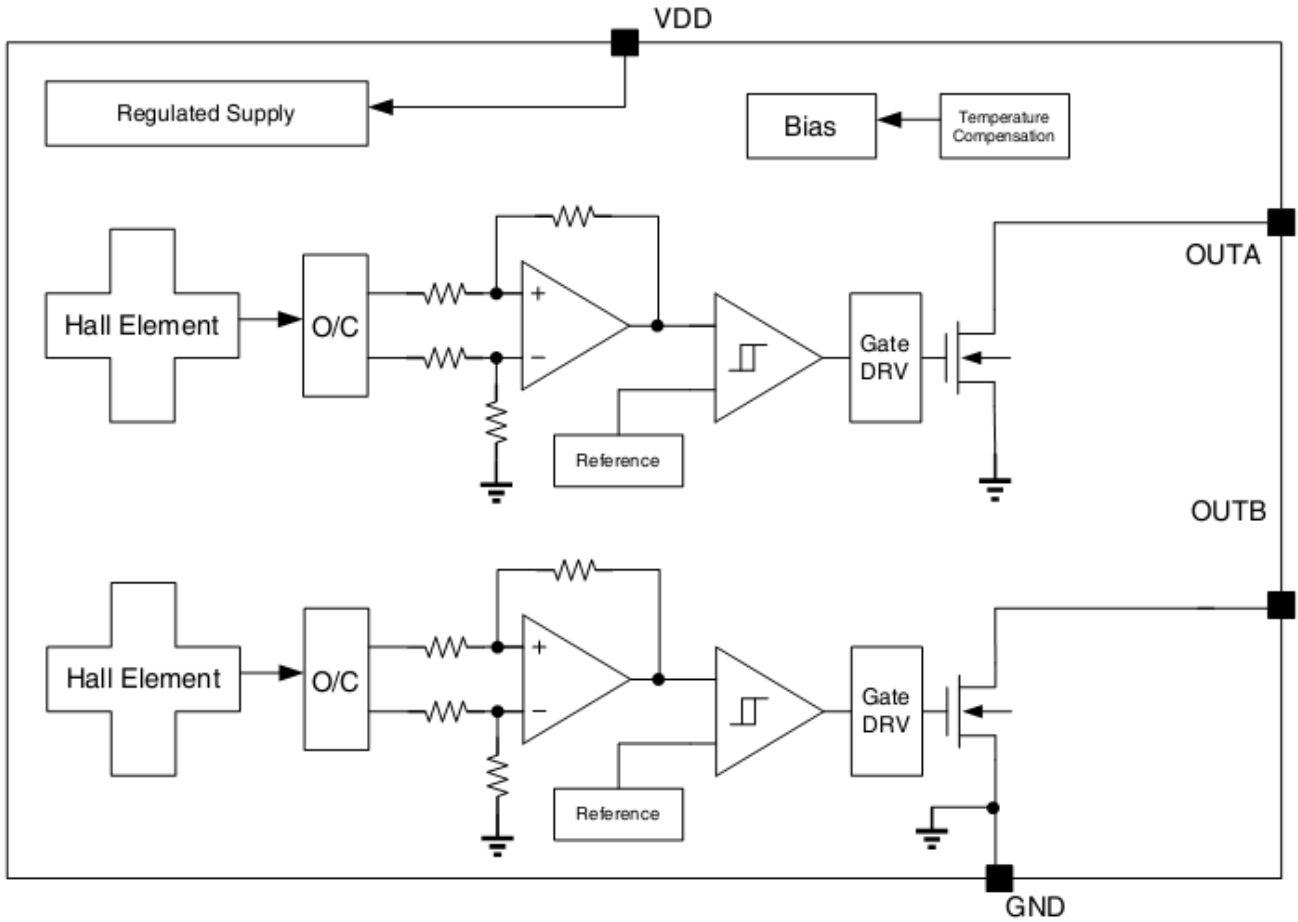 VDD
Regulated Supply
Bias
Temperature
Compensation
OUTA
Hall Element
O/C
+
−
Gate
DRV
Reference
OUTB
Hall Element
O/C
+
−
Gate
DRV
Reference
GND